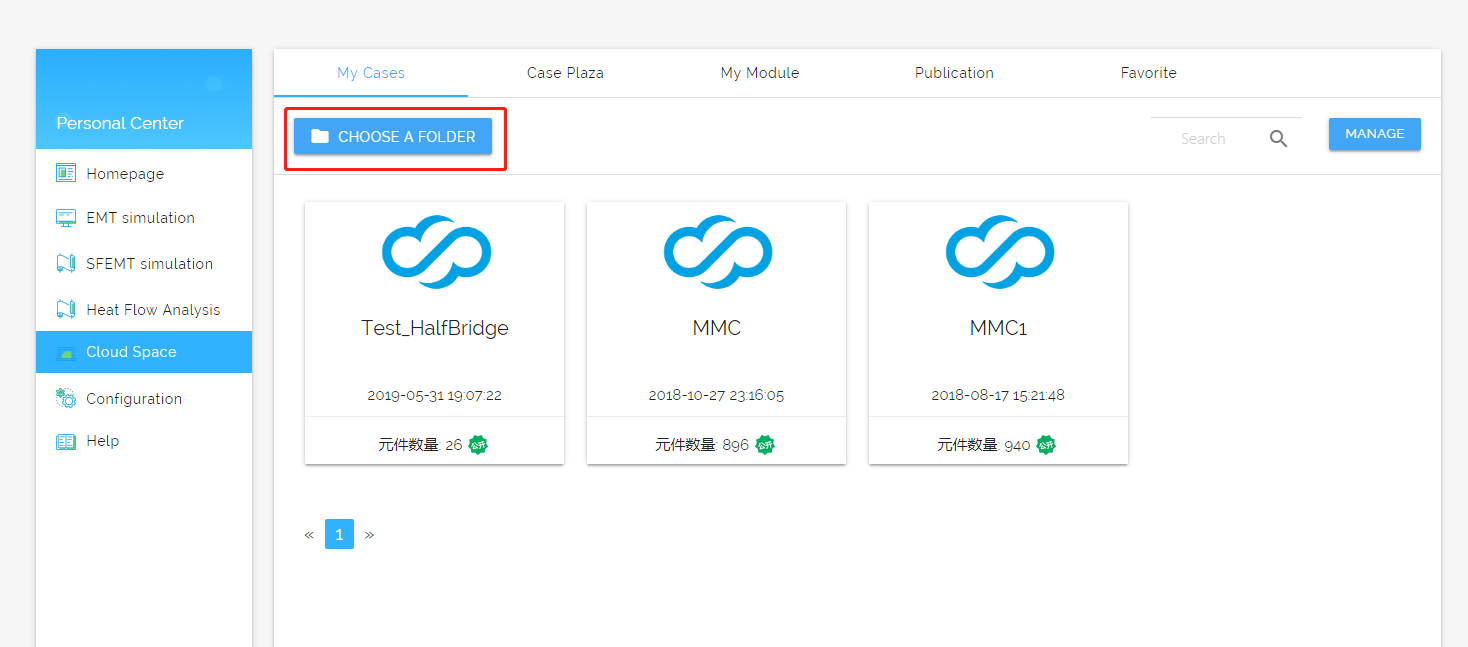 My Cases
Case Plaza
My Module
Publication
Favorite
Personal Center
CHOOSE A FOLDER
Search
MANAGE
Homepage
EMT simulation
SFEMT simulation
Heat Flow Analysis
Cloud Space
Configuration
Help
Test_HalfBridge
2019-05-31 19:07:22
元件数量: 26 公开
MMC
2018-10-27 23:16:05
元件数量: 896 公开
MMC1
2018-08-17 15:21:48
元件数量: 940 公开
« 1 »